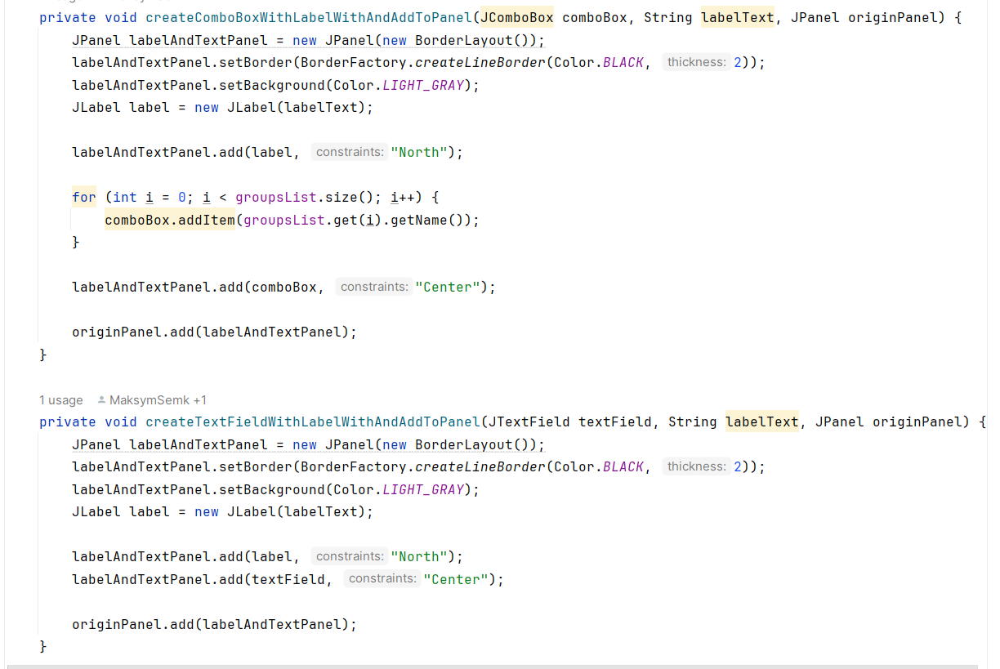 private void createComboBoxWithLabelWithAndAddToPanel(JComboBox comboBox, String labelText, JPanel originPanel) {
    JPanel labelAndTextPanel = new JPanel(new BorderLayout());
    labelAndTextPanel.setBorder(BorderFactory.createLineBorder(Color.BLACK, thickness: 2));
    labelAndTextPanel.setBackground(Color.LIGHT_GRAY);
    JLabel label = new JLabel(labelText);

    labelAndTextPanel.add(label, constraints: "North");

    for (int i = 0; i < groupsList.size(); i++) {
        comboBox.addItem(groupsList.get(i).getName());
    }

    labelAndTextPanel.add(comboBox, constraints: "Center");

    originPanel.add(labelAndTextPanel);
}

1 usage MaksymSemk +1
private void createTextFieldWithLabelWithAndAddToPanel(JTextField textField, String labelText, JPanel originPanel) {
    JPanel labelAndTextPanel = new JPanel(new BorderLayout());
    labelAndTextPanel.setBorder(BorderFactory.createLineBorder(Color.BLACK, thickness: 2));
    labelAndTextPanel.setBackground(Color.LIGHT_GRAY);
    JLabel label = new JLabel(labelText);

    labelAndTextPanel.add(label, constraints: "North");
    labelAndTextPanel.add(textField, constraints: "Center");

    originPanel.add(labelAndTextPanel);
}